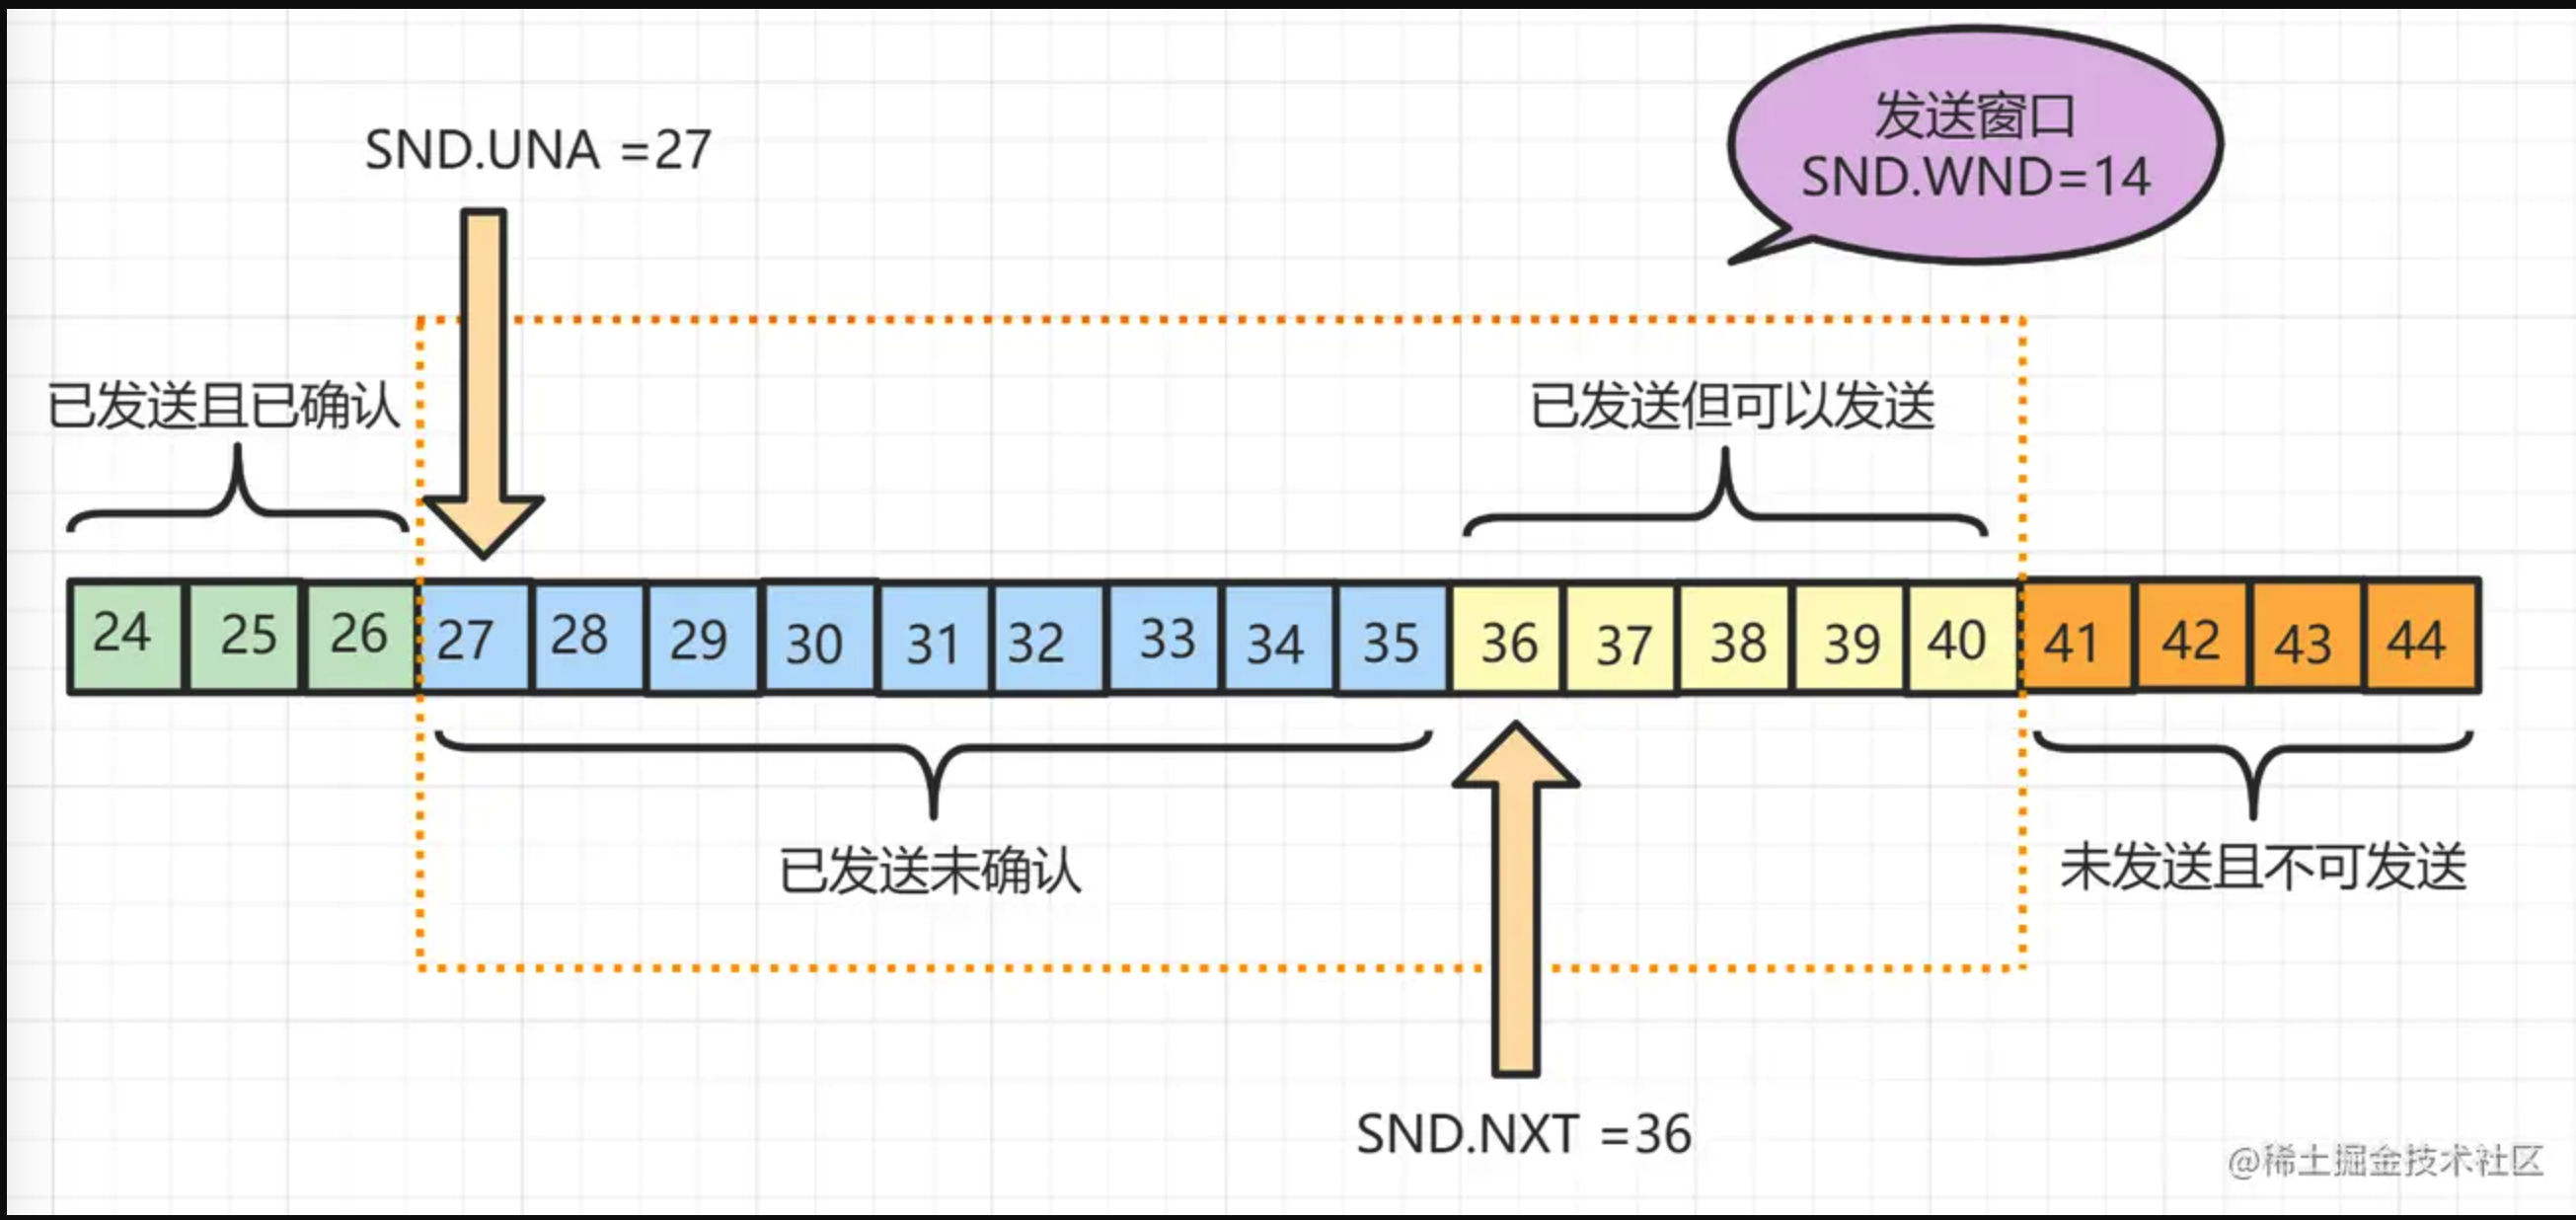 发送窗口
SND.WND=14
SND.UNA =27
已发送且已确认
已发送但可以发送
24 25 26 27 28 29 30 31 32 33 34 35 36 37 38 39 40 41 42 43 44
已发送未确认
未发送且不可发送
SND.NXT =36
@稀土掘金技术社区